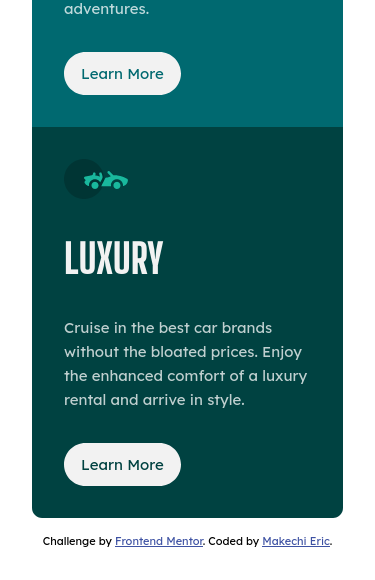 adventures.
Learn More
LUXURY
Cruise in the best car brands
without the bloated prices. Enjoy
the enhanced comfort of a luxury
rental and arrive in style.
Learn More
Challenge by Frontend Mentor. Coded by Makechi Eric.